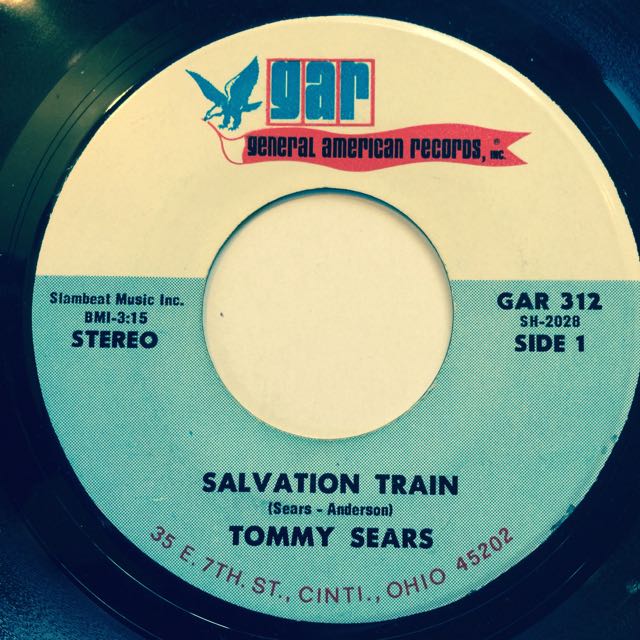 gar
general american records, INC.®
Slambeat Music Inc.
BMI-3:15
STEREO
GAR 312
SH-2028
SIDE 1
SALVATION TRAIN
(Sears - Anderson)
TOMMY SEARS
35 E. 7TH. ST., CINTI., OHIO 45202